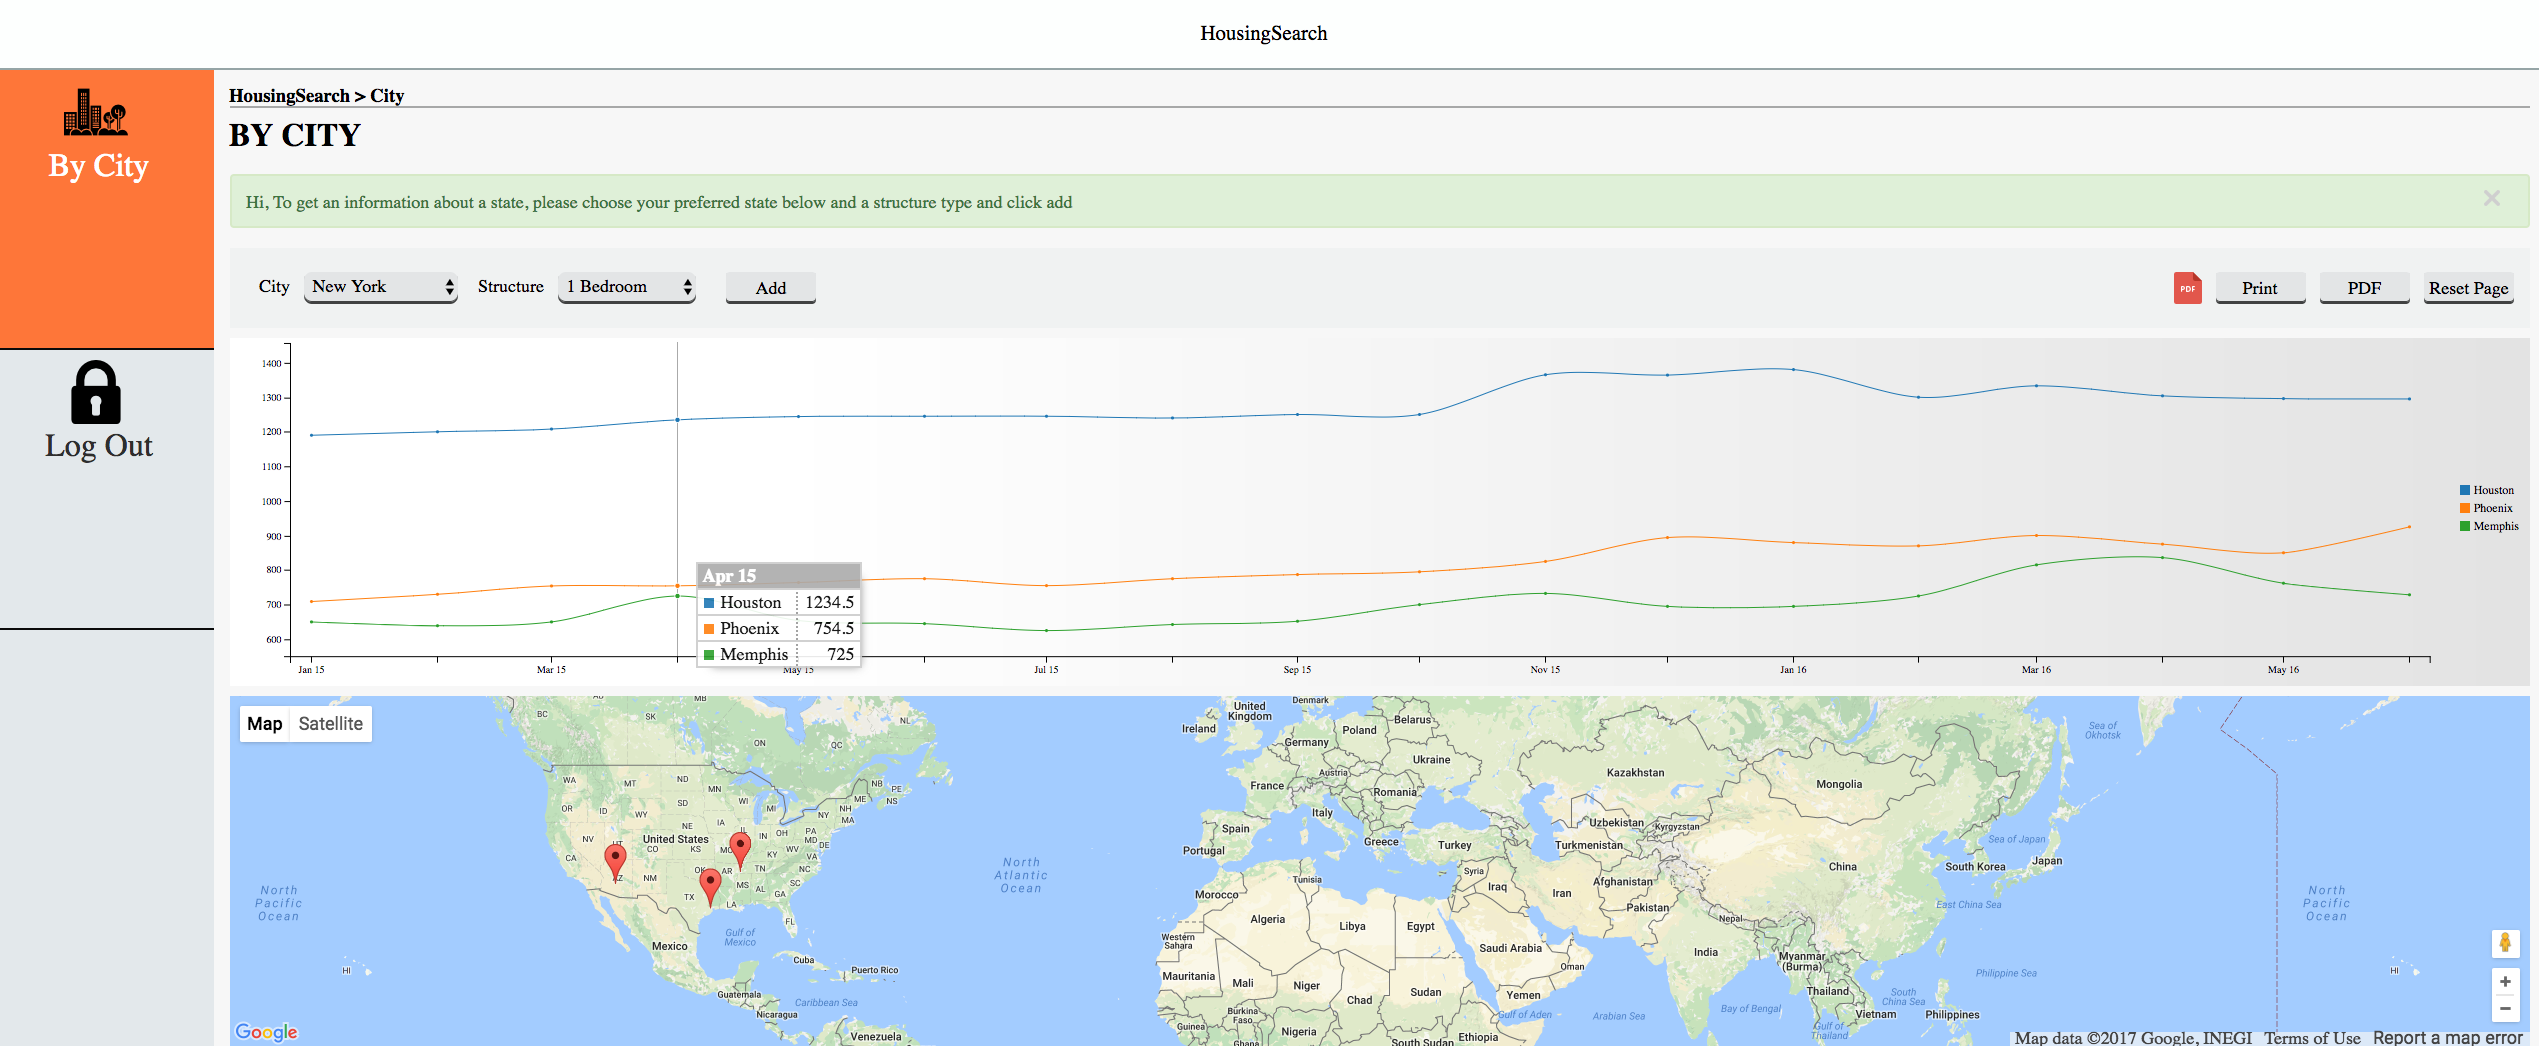 HousingSearch
By City
Log Out
HousingSearch > City
BY CITY
Hi, To get an information about a state, please choose your preferred state below and a structure type and click add
City New York Structure 1 Bedroom Add PDF Print PDF Reset Page
1400
1300
1200
1100
1000
900
800
700
600
Jan 15 Mar 15 May 15 Jul 15 Sep 15 Nov 15 Jan 16 Mar 16 May 16
Apr 15
Houston 1234.5
Phoenix 754.5
Memphis 725
Houston
Phoenix
Memphis
Map Satellite
BC
SK
MB
ON
QC
NL
NB
PE
NS
ME
NH
MA
NY
WA
MT
ND
MN
OR
ID
SD
WI
MI
WY
IA
NE
NV
United States
IN OH
PA
MD DE
CO
KS
KY
WV
VA
CA
NM
AR
TN
NC
MS
AL
SC
GA
TX
LA
FL
HI
North
Pacific
Ocean
Mexico
Gulf of
Mexico
Cuba
Puerto Rico
Guatemala
Caribbean Sea
Nicaragua
Venezuela
North
Atlantic
Ocean
Ireland
United
Kingdom
Denmark
Belarus
Poland
Germany
Ukraine
Austria
France
Romania
Italy
Spain
Portugal
Greece
Turkey
Kazakhstan
Mongolia
Uzbekistan
Kyrgyzstan
Turkmenistan
Sea of
Okhotsk
Sea of Japan
Japan
South Korea
China
Tunisia
Syria
Iraq
Iran
Afghanistan
Morocco
Algeria
Libya
Egypt
Pakistan
Nepal
East China Sea
Western
Sahara
Saudi Arabia
India
Myanmar
(Burma)
Oman
Mauritania
Mali
Niger
Chad
Sudan
Yemen
Thailand
South
China Sea
Philippine Sea
Burkina
Faso
Gulf of Aden
Arabian Sea
Bay of Bengal
Vietnam
Philippines
Guinea
Ghana
Nigeria
South Sudan
Ethiopia
Gulf of
Thailand
North
Pacific
Ocean
HI
Google
Map data ©2017 Google, INEGI Terms of Use Report a map error